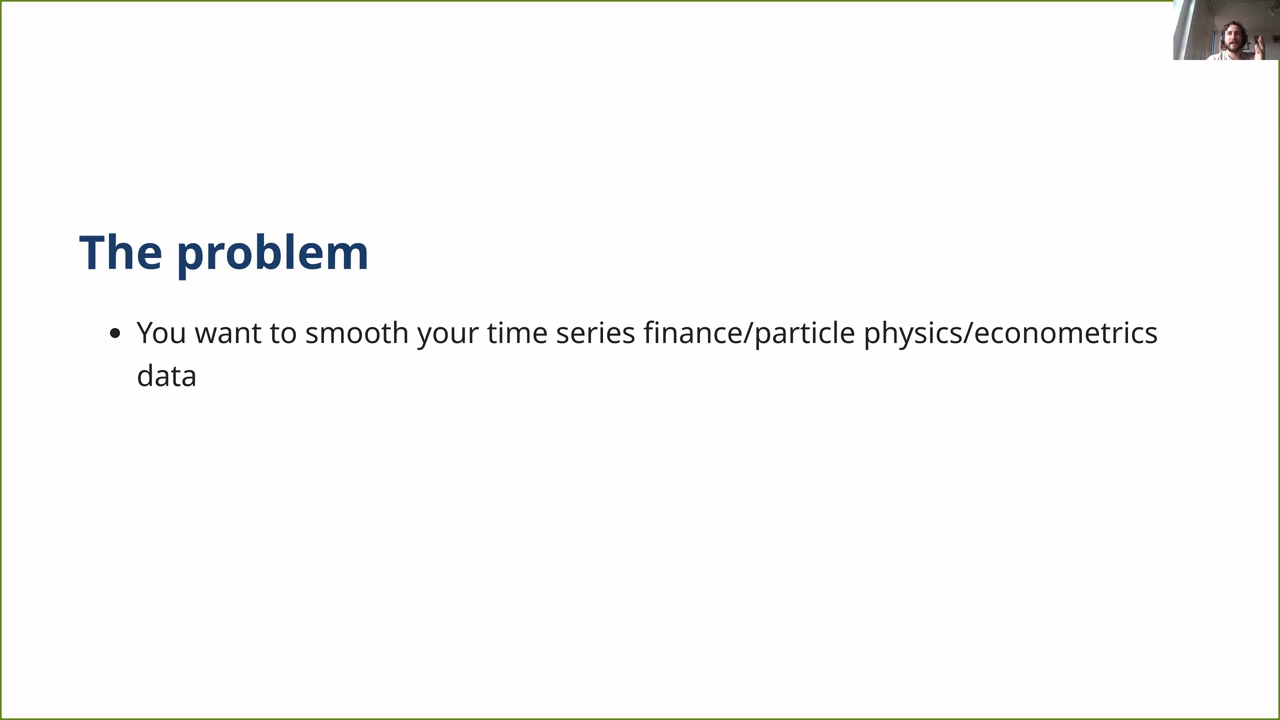 The problem
• You want to smooth your time series finance/particle physics/econometrics
data